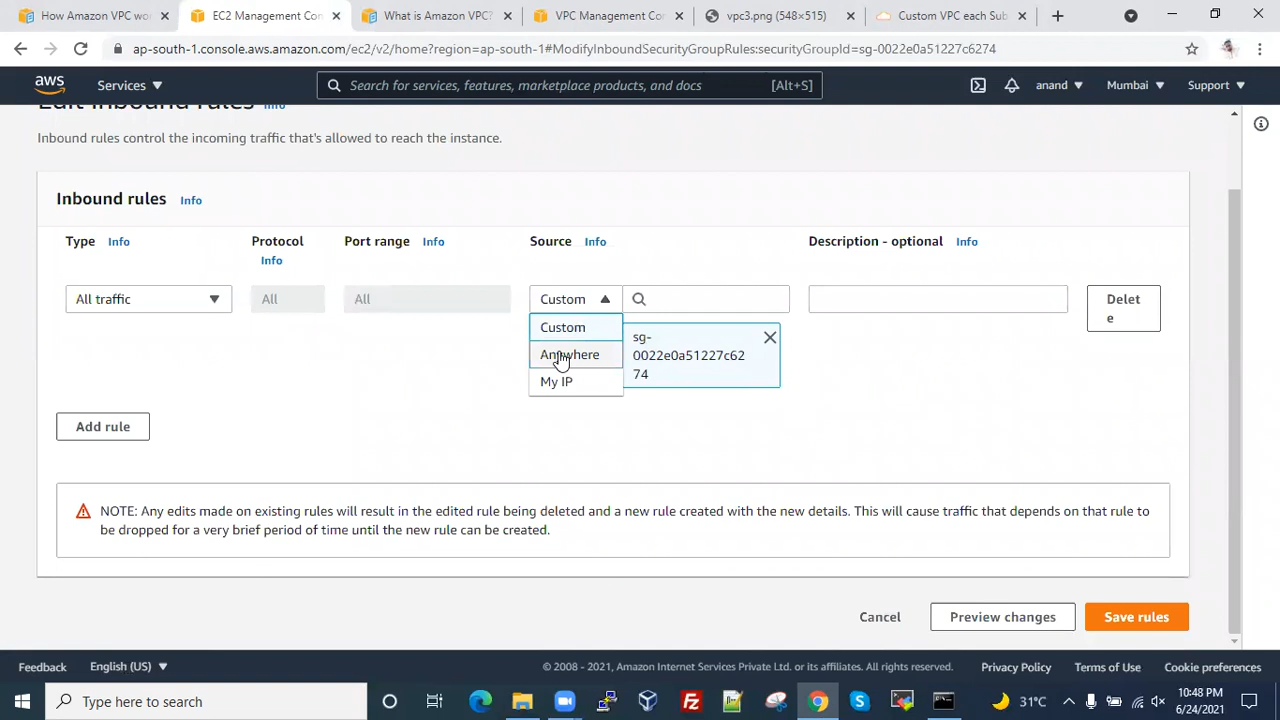 How Amazon VPC wor
EC2 Management Con
What is Amazon VPC?
VPC Management Co
vpc3.png (548×515)
Custom VPC each Sub
ap-south-1.console.aws.amazon.com/ec2/v2/home?region=ap-south-1#ModifyInboundSecurityGroupRules:securityGroupId=sg-0022e0a51227c6274
aws
Services
Search for services, features, marketplace products, and docs
[Alt+S]
anand
Mumbai
Support
Edit inbound rules Info
Inbound rules control the incoming traffic that's allowed to reach the instance.
Inbound rules Info
Type Info
Protocol
Info
Port range Info
Source Info
Description - optional Info
All traffic
All
All
Custom
Delet
e
Custom
Anywhere
My IP
sg-
0022e0a51227c62
74
Add rule
NOTE: Any edits made on existing rules will result in the edited rule being deleted and a new rule created with the new details. This will cause traffic that depends on that rule to
be dropped for a very brief period of time until the new rule can be created.
Cancel
Preview changes
Save rules
Feedback
English (US)
© 2008 - 2021, Amazon Internet Services Private Ltd. or its affiliates. All rights reserved.
Privacy Policy
Terms of Use
Cookie preferences
Type here to search
31°C
10:48 PM
6/24/2021